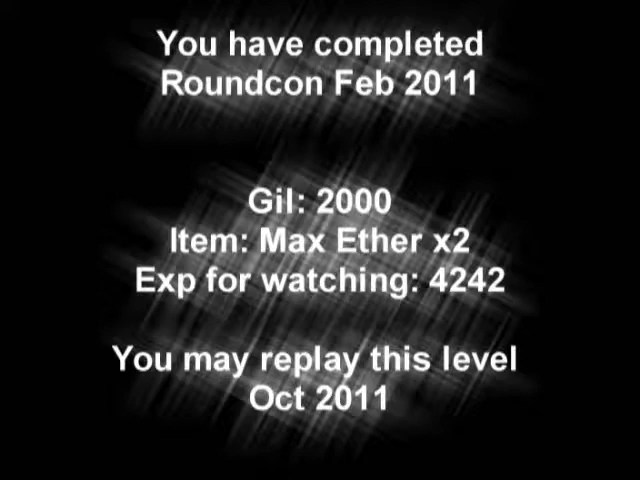 You have completed
Roundcon Feb 2011
Gil: 2000
Item: Max Ether x2
Exp for watching: 4242
You may replay this level
Oct 2011